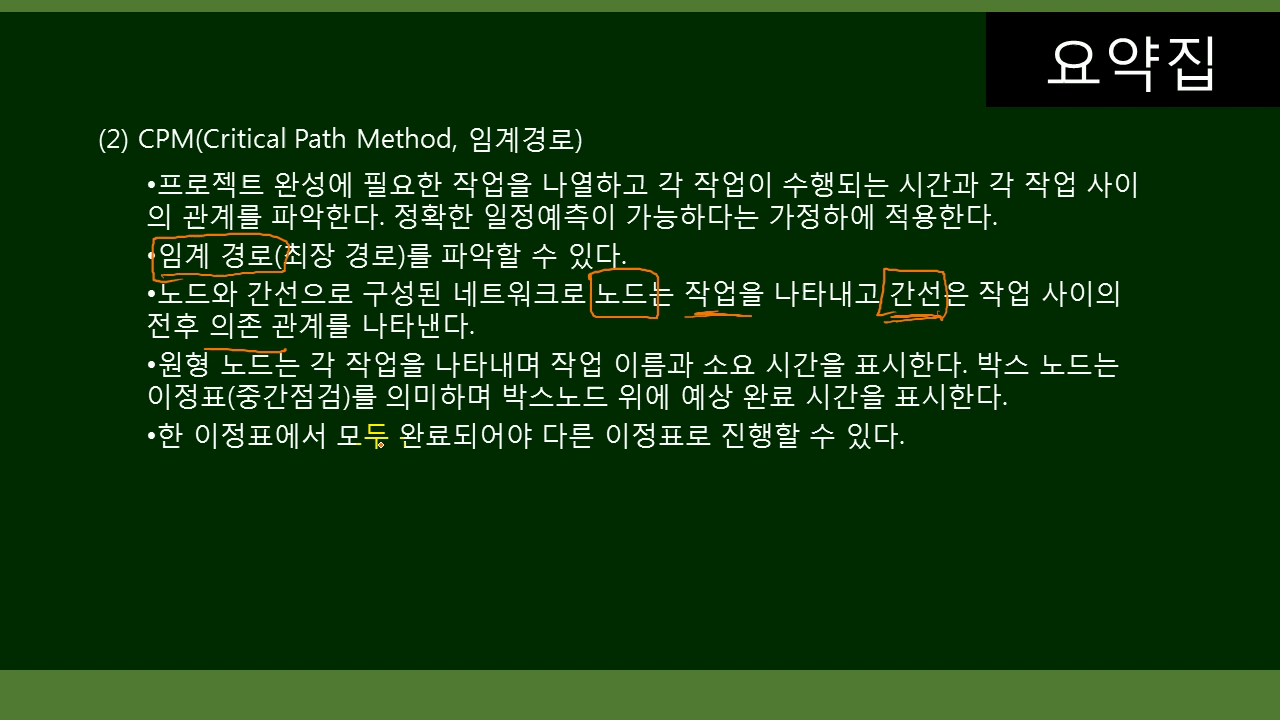 요약집
(2) CPM(Critical Path Method, 임계경로)
•프로젝트 완성에 필요한 작업을 나열하고 각 작업이 수행되는 시간과 각 작업 사이
의 관계를 파악한다. 정확한 일정예측이 가능하다는 가정하에 적용한다.
•임계 경로(최장 경로)를 파악할 수 있다.
•노드와 간선으로 구성된 네트워크로 노드는 작업을 나타내고 간선은 작업 사이의
전후 의존 관계를 나타낸다.
•원형 노드는 각 작업을 나타내며 작업 이름과 소요 시간을 표시한다. 박스 노드는
이정표(중간점검)를 의미하며 박스노드 위에 예상 완료 시간을 표시한다.
•한 이정표에서 모두 완료되어야 다른 이정표로 진행할 수 있다.